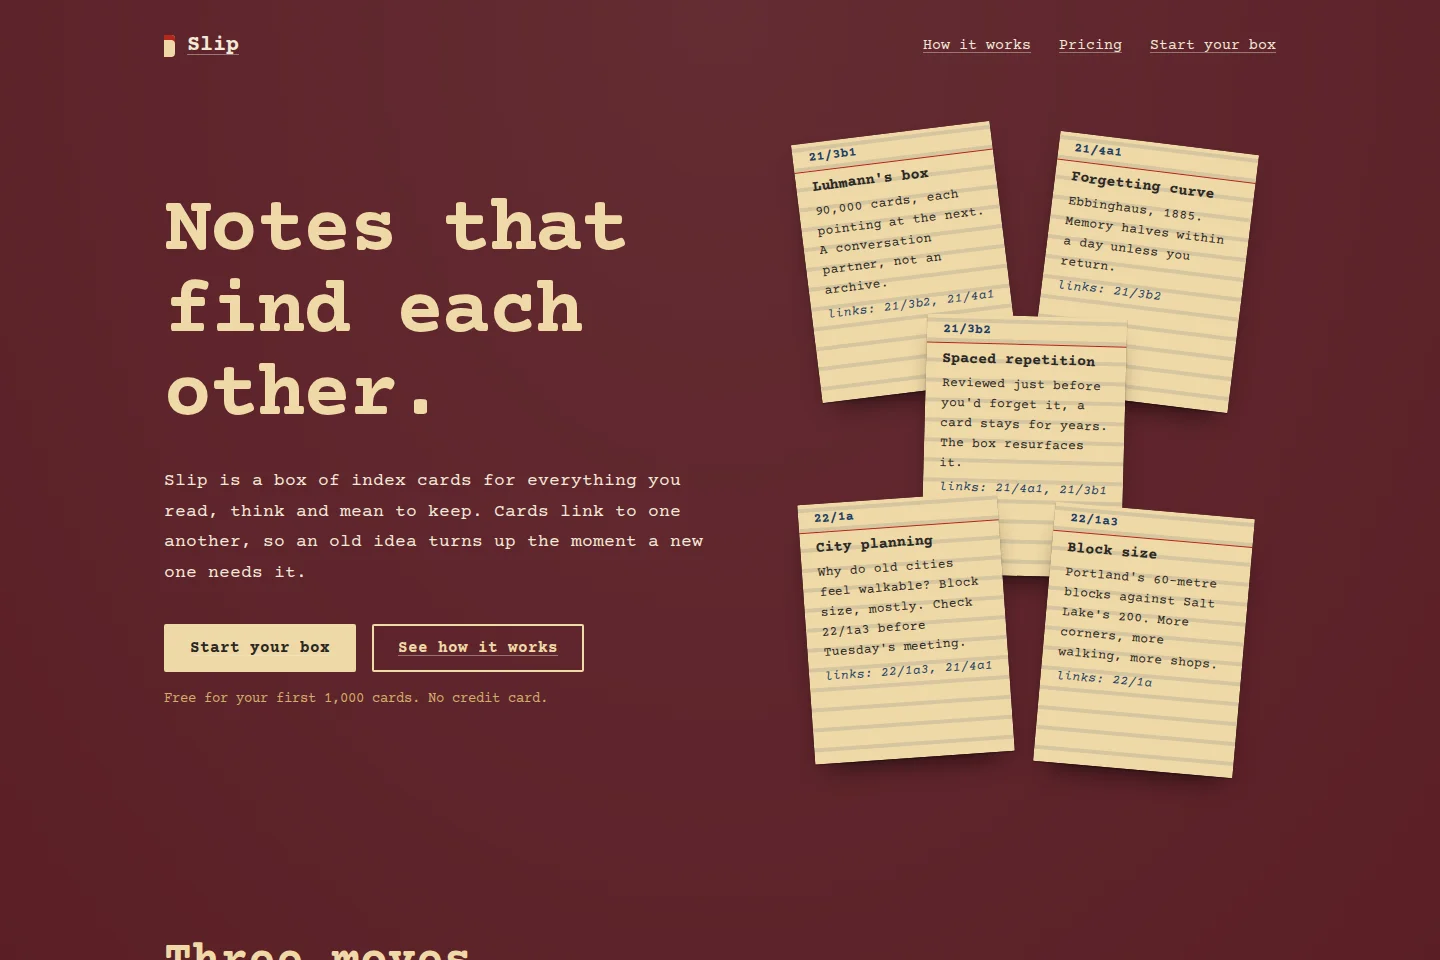 Slip
How it works
Pricing
Start your box
Notes that
find each
other.
Slip is a box of index cards for everything you
read, think and mean to keep. Cards link to one
another, so an old idea turns up the moment a new
one needs it.
Start your box
See how it works
Free for your first 1,000 cards. No credit card.
21/3b1
Luhmann's box
90,000 cards, each
pointing at the next.
A conversation
partner, not an
archive.
links: 21/3b2, 21/4a1
21/4a1
Forgetting curve
Ebbinghaus, 1885.
Memory halves within
a day unless you
return.
links: 21/3b2
21/3b2
Spaced repetition
Reviewed just before
you'd forget it, a
card stays for years.
The box resurfaces
it.
links: 21/4a1, 21/3b1
22/1a
City planning
Why do old cities
feel walkable? Block
size, mostly. Check
22/1a3 before
Tuesday's meeting.
links: 22/1a3, 21/4a1
22/1a3
Block size
Portland's 60-metre
blocks against Salt
Lake's 200. More
corners, more
walking, more shops.
links: 22/1a
Three moves